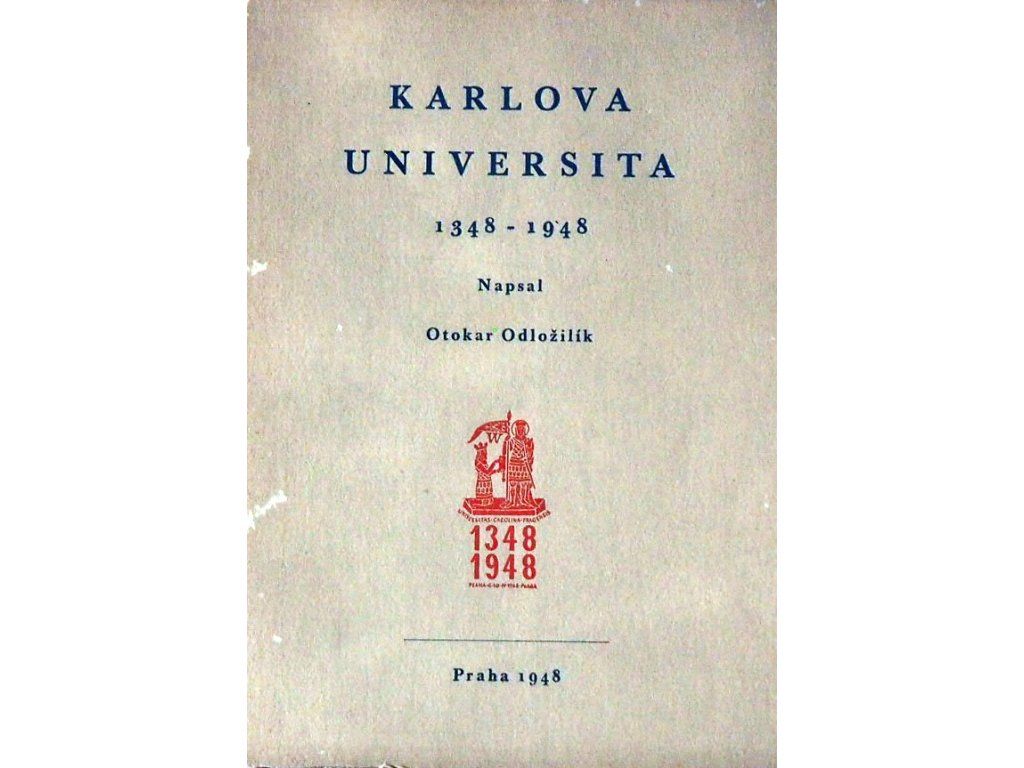 KARLOVA
UNIVERSITA
1348 - 1948
Napsal
Otokar Odložilík
UNIVERSITAS · CAROLINA · PRAGENSIS
1348
1948
Praha 1948